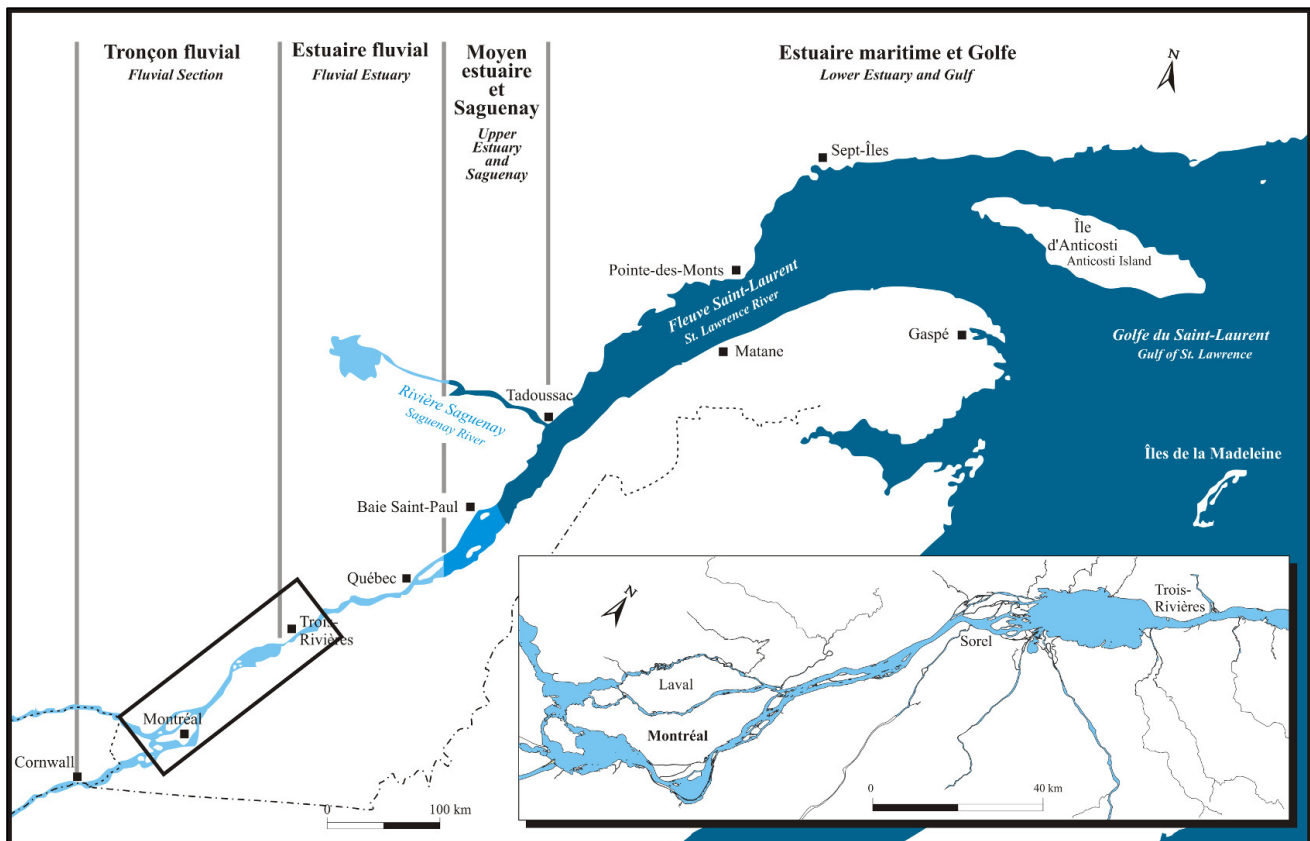 Tronçon fluvial
Fluvial Section
Estuaire fluvial
Fluvial Estuary
Moyen
estuaire
et
Saguenay
Upper
Estuary
and
Saguenay
Estuaire maritime et Golfe
Lower Estuary and Gulf
N
Sept-Îles
Île
d'Anticosti
Anticosti Island
Pointe-des-Monts
Fleuve Saint-Laurent
St. Lawrence River
Gaspé
Golfe du Saint-Laurent
Gulf of St. Lawrence
Matane
Rivière Saguenay
Saguenay River
Tadoussac
Îles de la Madeleine
Baie Saint-Paul
Québec
Trois-
Rivières
Montréal
Cornwall
0 100 km
N
Trois-
Rivières
Sorel
Laval
Montréal
0 40 km